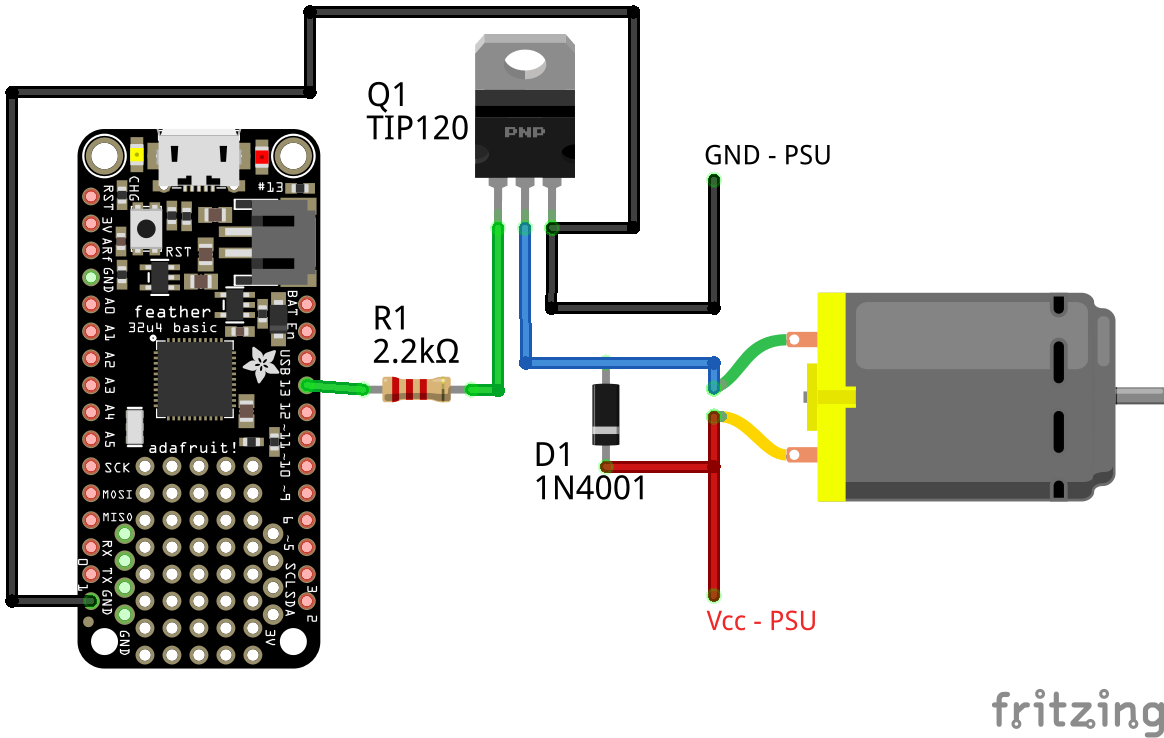 Q1
TIP120
PNP
GND - PSU
CHG
#13
RST
3V
ARf
GND
A0
A1
A2
A3
A4
A5
SCK
MOSI
MISO
RX
0
TX
1
GND
GND
RST
feather
32u4 basic
adafruit!
BAT
En
USB
13
12
~11
~10
~9
6
~5
SCL
3
SDA
2
3V
R1
2.2kΩ
D1
1N4001
Vcc - PSU
fritzing